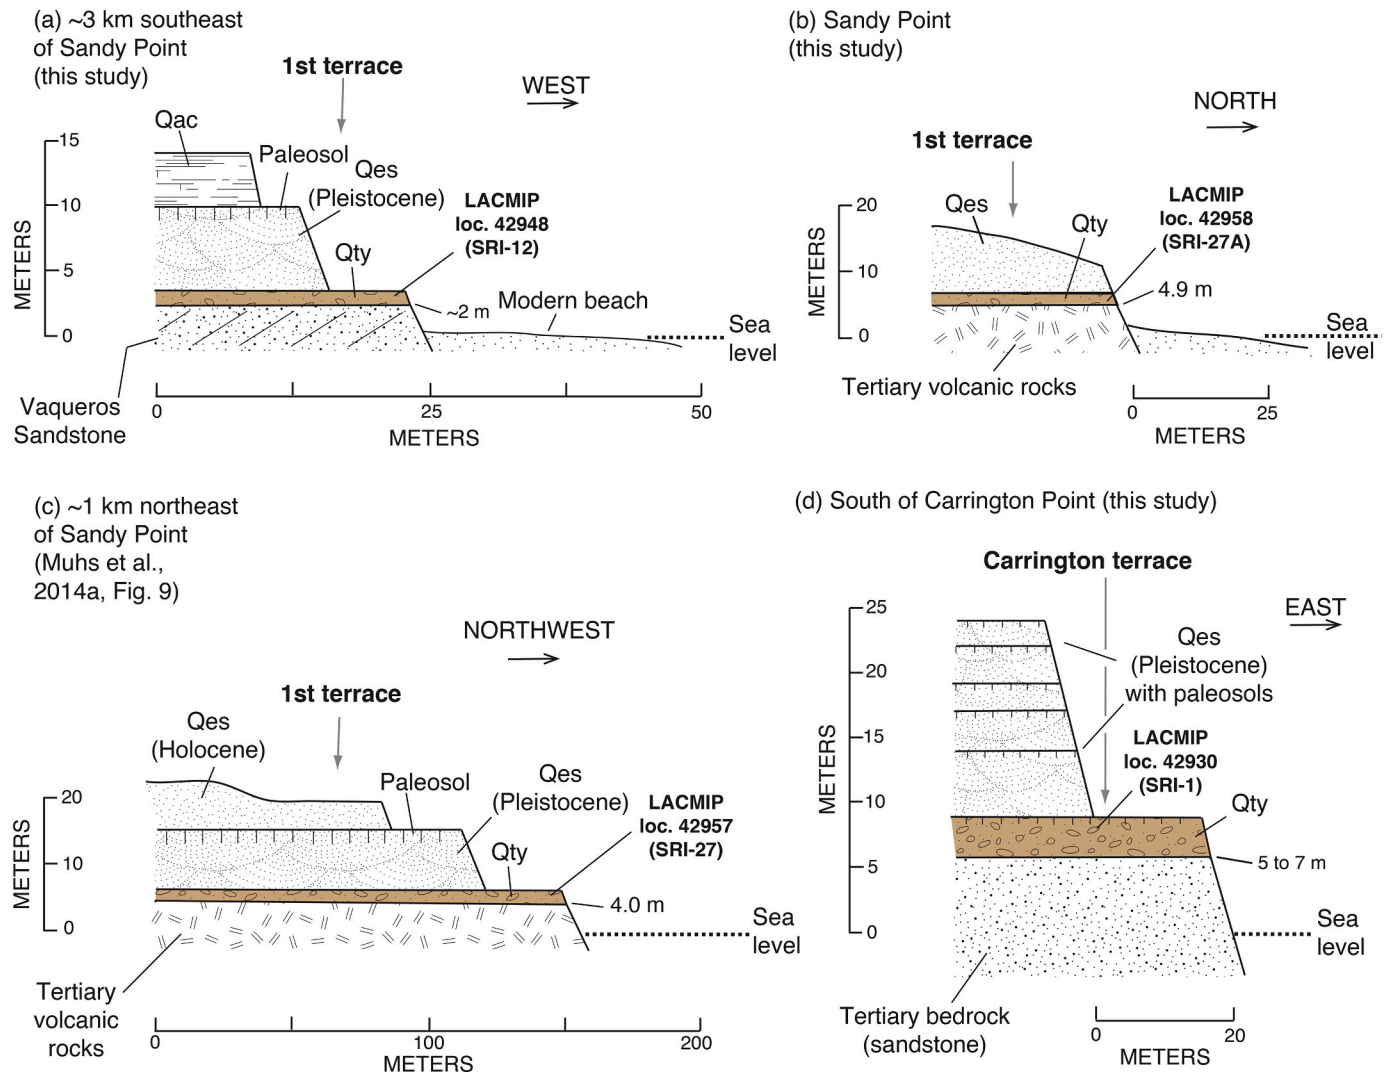 (a) ~3 km southeast
of Sandy Point
(this study)
1st terrace
WEST
Qac
Paleosol
Qes
(Pleistocene)
LACMIP
loc. 42948
(SRI-12)
Qty
~2 m
Modern beach
Sea
level
15
10
5
0
METERS
Vaqueros
Sandstone
0
25
50
METERS
(b) Sandy Point
(this study)
NORTH
1st terrace
Qes
Qty
LACMIP
loc. 42958
(SRI-27A)
4.9 m
20
10
0
METERS
Sea
level
Tertiary volcanic rocks
0
25
METERS
(c) ~1 km northeast
of Sandy Point
(Muhs et al.,
2014a, Fig. 9)
NORTHWEST
1st terrace
Qes
(Holocene)
Paleosol
Qes
(Pleistocene)
LACMIP
loc. 42957
(SRI-27)
Qty
4.0 m
20
10
0
METERS
Sea
level
Tertiary
volcanic
rocks
0
100
200
METERS
(d) South of Carrington Point (this study)
Carrington terrace
EAST
Qes
(Pleistocene)
with paleosols
LACMIP
loc. 42930
(SRI-1)
Qty
5 to 7 m
25
20
15
10
5
0
METERS
Sea
level
Tertiary bedrock
(sandstone)
0
20
METERS